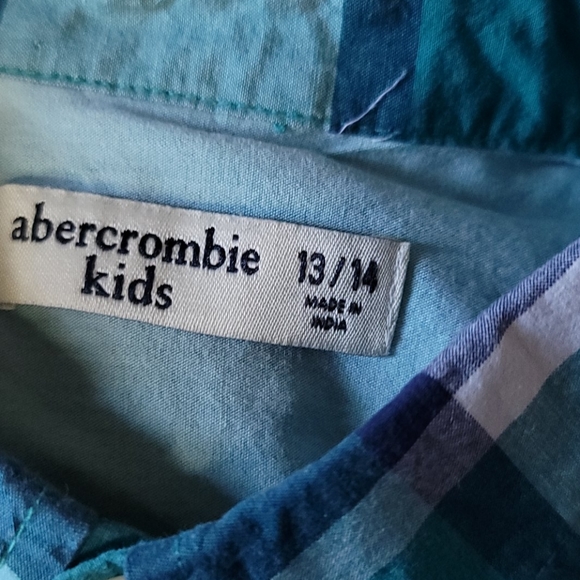 abercrombie
kids
13/14
MADE IN
INDIA